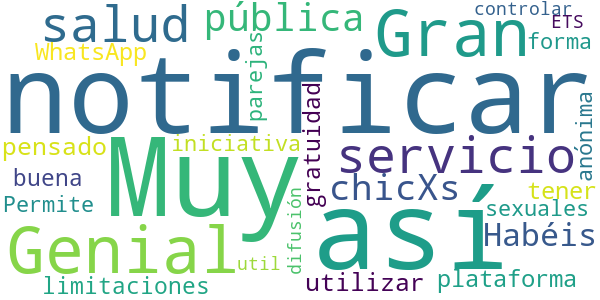 salud
pública
Gran
controlar
ETS
forma
WhatsApp
parejas
notificar
pensado
iniciativa
gratuidad
servicio
anónima
buena
Muy
chicXs
tener
Permite
así
sexuales
Habéis
Genial
util
difusión
limitaciones
utilizar
plataforma